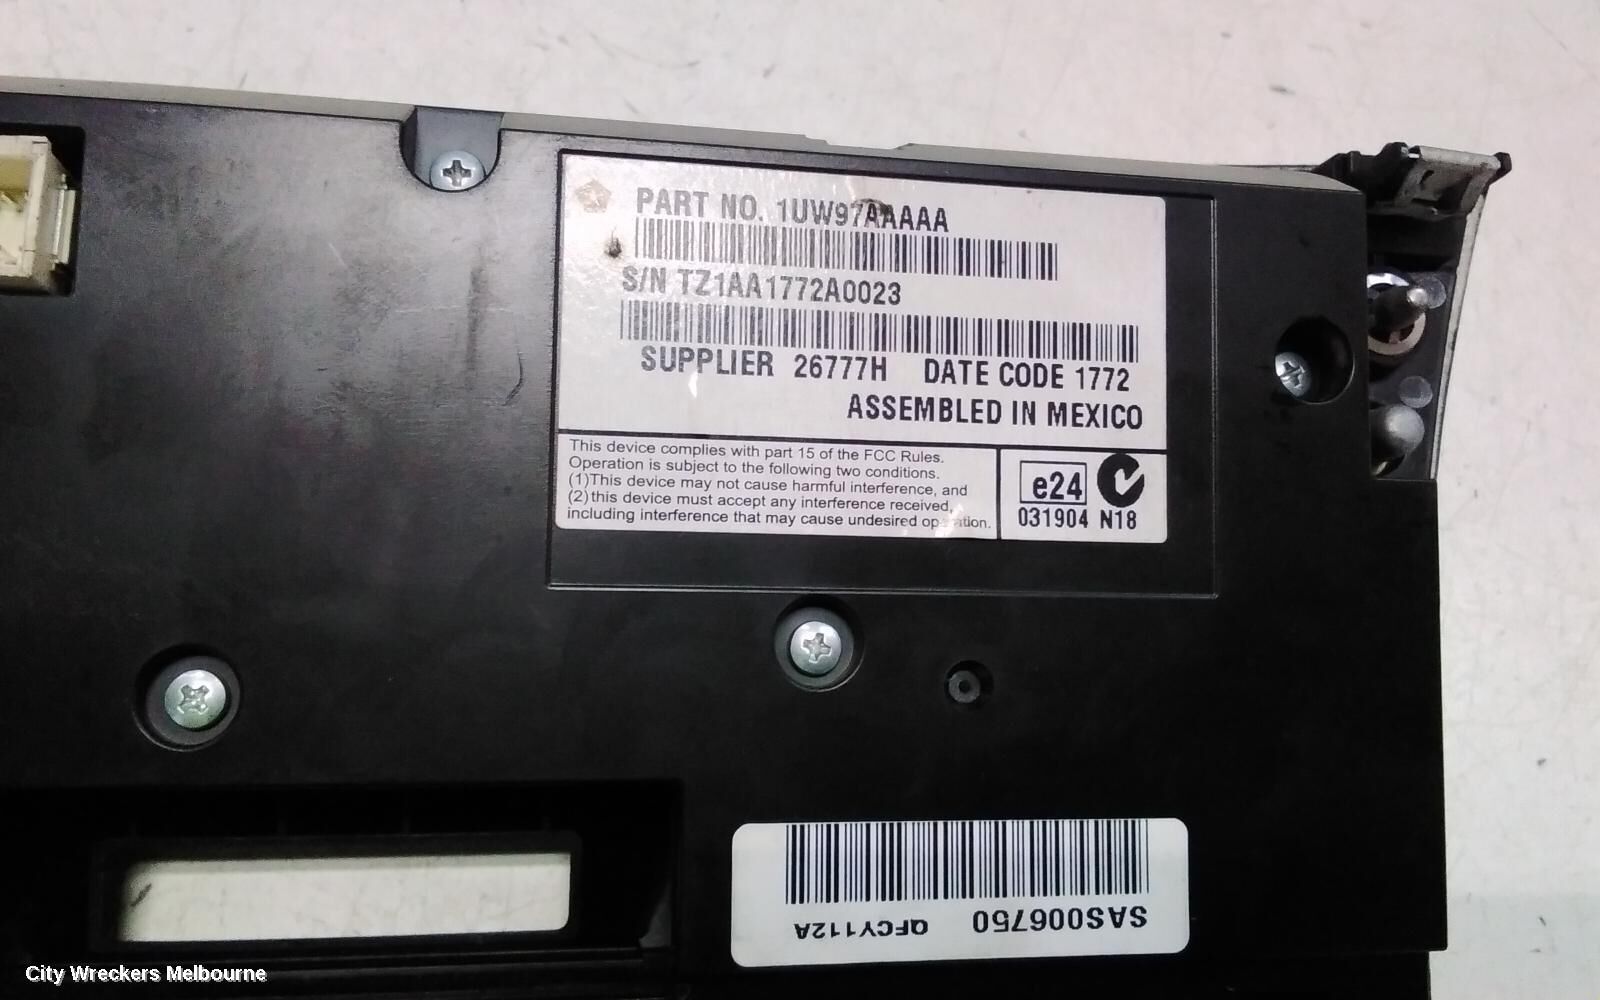 PART NO. 1UW97AAAAA
S/N TZ1AA1772A0023
SUPPLIER 26777H DATE CODE 1772
ASSEMBLED IN MEXICO
This device complies with part 15 of the FCC Rules.
Operation is subject to the following two conditions.
(1)This device may not cause harmful interference, and
(2)this device must accept any interference received,
including interference that may cause undesired operation.
e24
031904 N18
SAS006750 QFCY112A
City Wreckers Melbourne